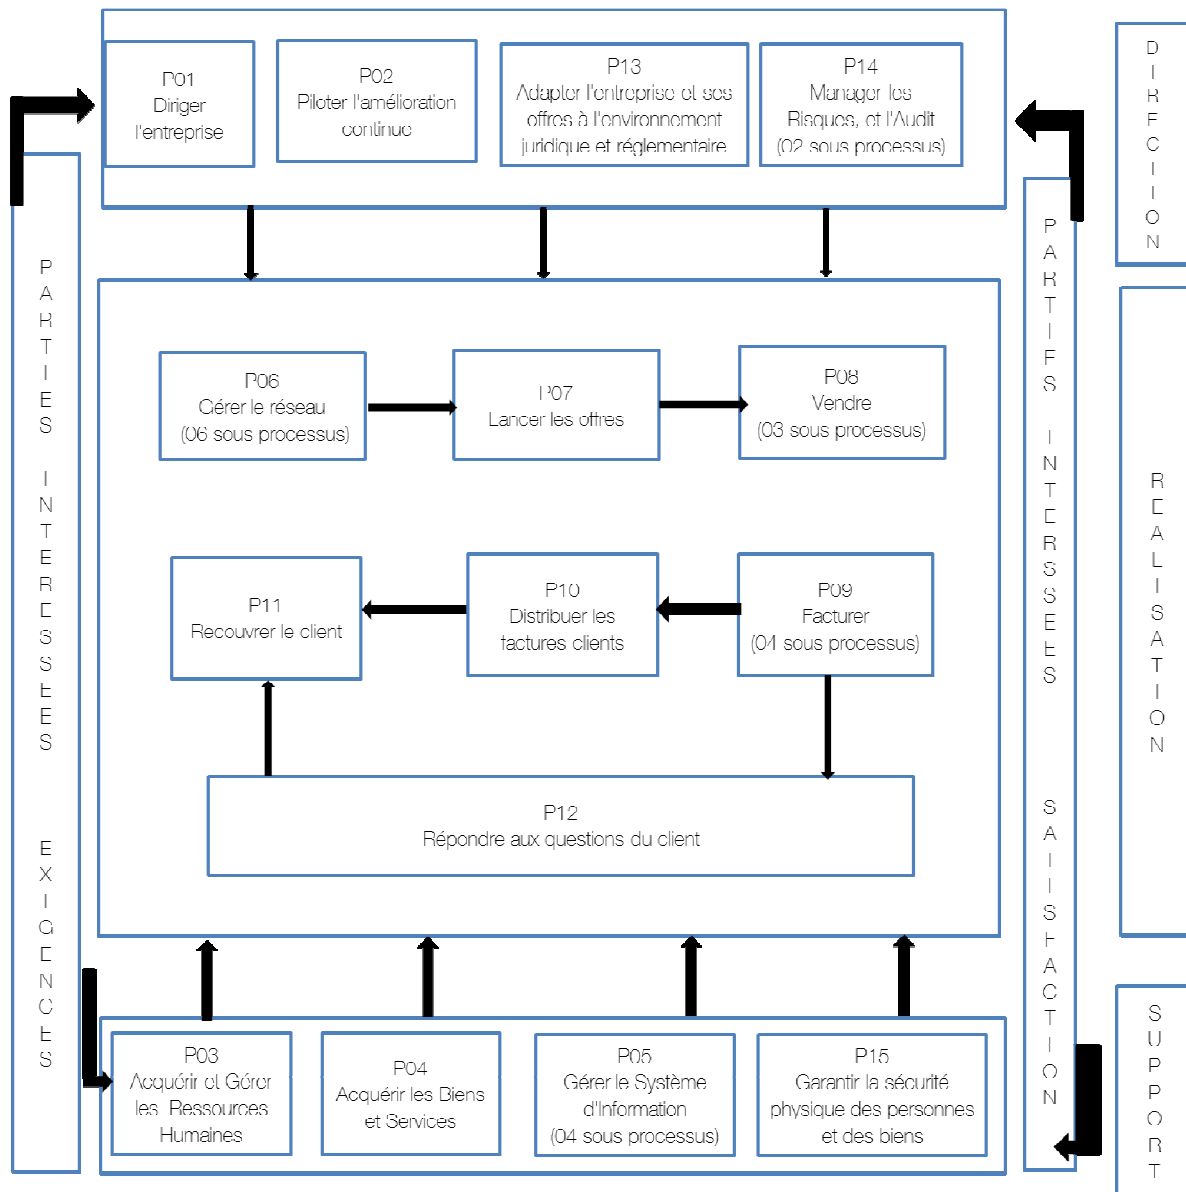 P01
Diriger
l'entreprise
P02
Piloter l'amélioration
continue
P13
Adapter l'entreprise et ses
offres à l'environnement
juridique et réglementaire
P14
Manager les
Risques, et l'Audit
(02 sous processus)
DIRECTION
PARTIES INTERESSEES EXIGENCES
P06
Gérer le réseau
(06 sous processus)
P07
Lancer les offres
P08
Vendre
(03 sous processus)
P11
Recouvrer le client
P10
Distribuer les
factures clients
P09
Facturer
(04 sous processus)
P12
Répondre aux questions du client
PARTIES INTERSSEES SATISFACTION
REALISATION
P03
Acquérir et Gérer
les Ressources
Humaines
P04
Acquérir les Biens
et Services
P05
Gérer le Système
d'Information
(04 sous processus)
P15
Garantir la sécurité
physique des personnes
et des biens
SUPPORT